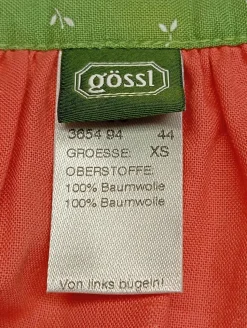 gössl
3654 94 44
GROESSE: XS
OBERSTOFFE:
100% Baumwolle
100% Baumwolle
Von links bügeln!